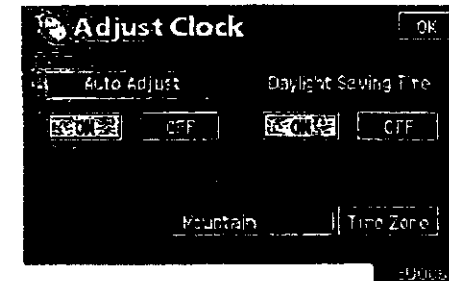 Adjust Clock OK
Auto Adjust Daylight Saving Time
ON OFF ON OFF
Mountain Time Zone